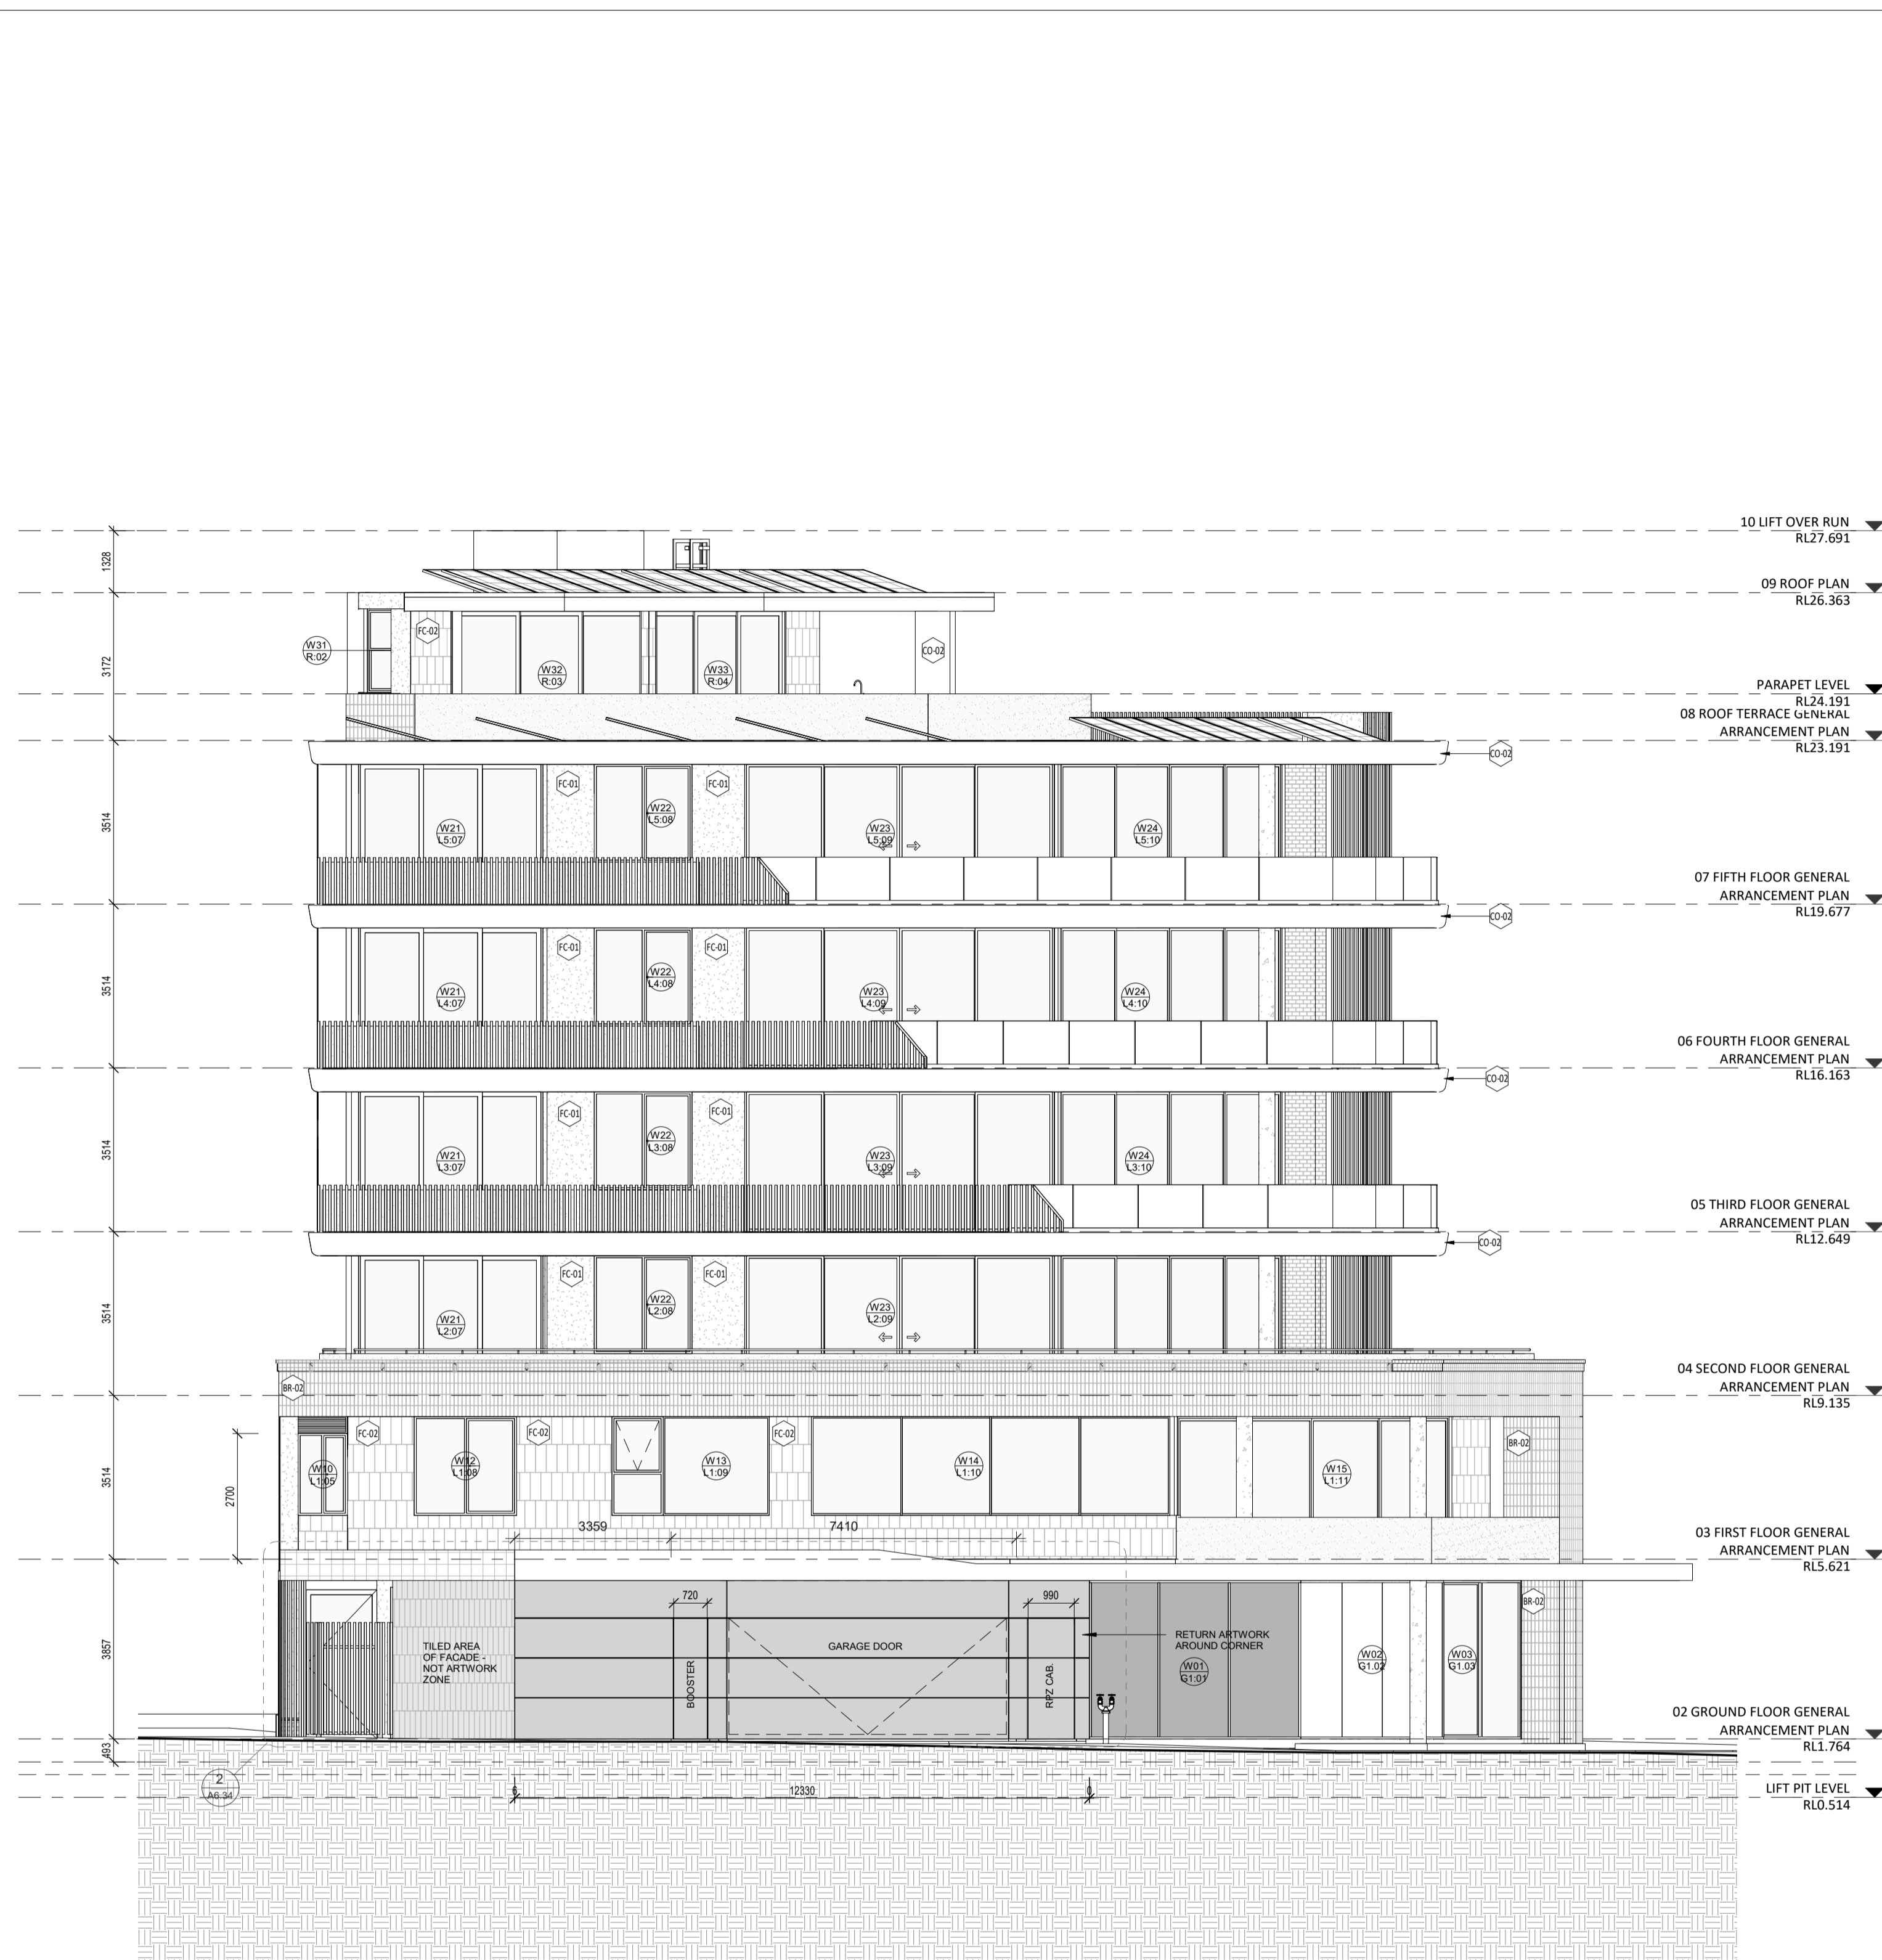 10 LIFT OVER RUN
RL27.691
1328
09 ROOF PLAN
RL26.363
FC-02
W31
R:02
CO-02
3172
W32
R:03
W33
R:04
PARAPET LEVEL
RL24.191
08 ROOF TERRACE GENERAL
ARRANCEMENT PLAN
RL23.191
CO-02
FC-01
FC-01
W22
L5:08
3514
W21
L5:07
W23
L5:09
W24
L5:10
07 FIFTH FLOOR GENERAL
ARRANCEMENT PLAN
RL19.677
CO-02
FC-01
FC-01
W22
L4:08
3514
W21
L4:07
W23
L4:09
W24
L4:10
06 FOURTH FLOOR GENERAL
ARRANCEMENT PLAN
RL16.163
CO-02
FC-01
FC-01
W22
L3:08
3514
W21
L3:07
W23
L3:09
W24
L3:10
05 THIRD FLOOR GENERAL
ARRANCEMENT PLAN
RL12.649
CO-02
FC-01
FC-01
W22
L2:08
3514
W21
L2:07
W23
L2:09
04 SECOND FLOOR GENERAL
ARRANCEMENT PLAN
RL9.135
BR-02
FC-02
FC-02
FC-02
BR-02
3514
2700
W10
L1:05
W12
L1:08
W13
L1:09
W14
L1:10
W15
L1:11
3359
7410
03 FIRST FLOOR GENERAL
ARRANCEMENT PLAN
RL5.621
720
990
BR-02
3857
TILED AREA
OF FACADE -
NOT ARTWORK
ZONE
BOOSTER
GARAGE DOOR
RPZ CAB.
RETURN ARTWORK
AROUND CORNER
W01
G1:01
W02
G1.02
W03
G1.03
02 GROUND FLOOR GENERAL
ARRANCEMENT PLAN
RL1.764
493
2
A6.34
6
12330
0
LIFT PIT LEVEL
RL0.514